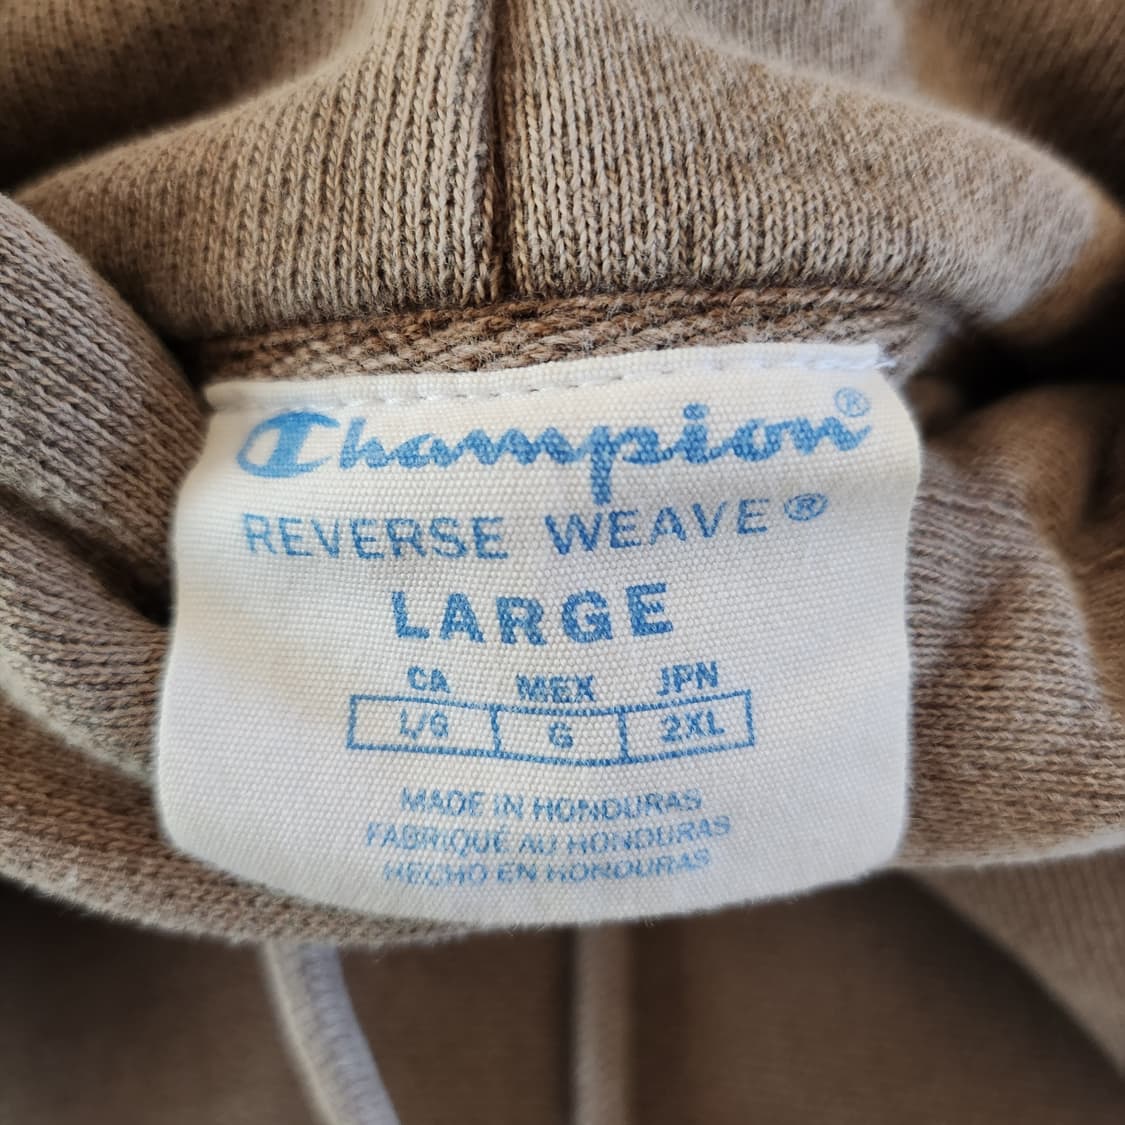 Champion®
REVERSE WEAVE®
LARGE
CA MEX JPN
L/G G 2XL
MADE IN HONDURAS
FABRIQUÉ AU HONDURAS
HECHO EN HONDURAS